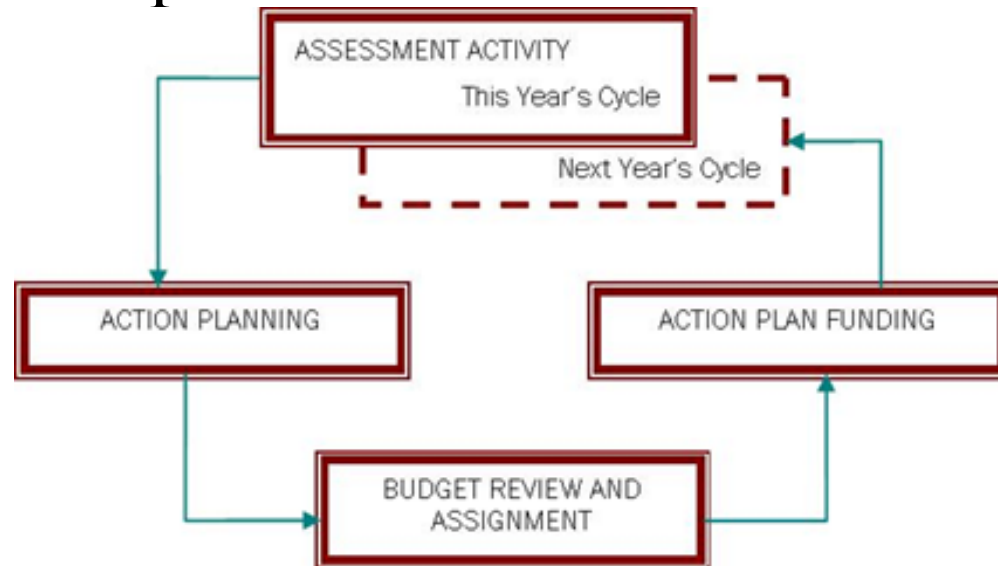 ASSESSMENT ACTIVITY
This Year's Cycle
Next Year's Cycle
ACTION PLANNING
ACTION PLAN FUNDING
BUDGET REVIEW AND
ASSIGNMENT